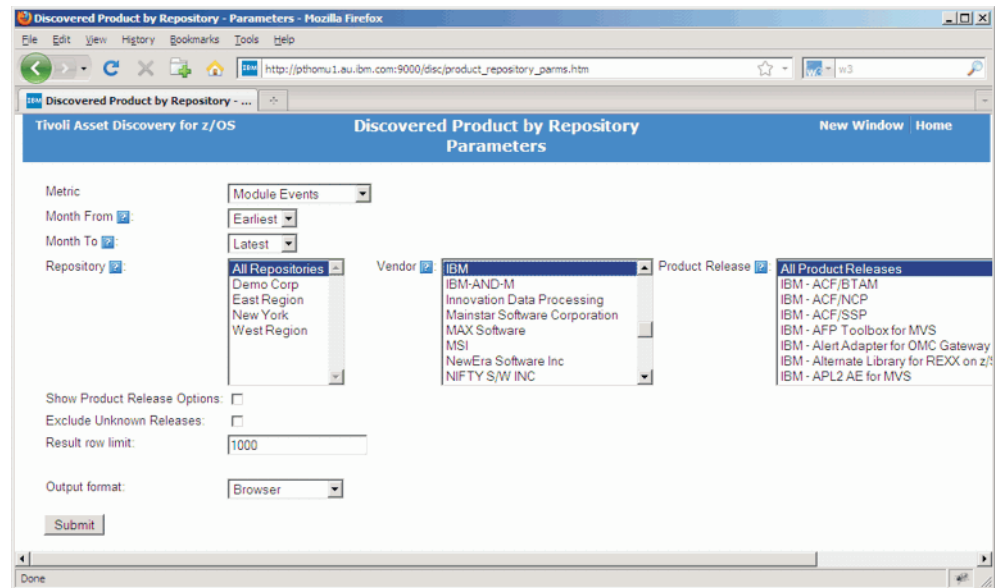 Discovered Product by Repository - Parameters - Mozilla Firefox
File Edit View History Bookmarks Tools Help
IBM http://pthomu1.au.ibm.com:9000/disc/product_repository_parms.htm w3
IBM Discovered Product by Repository - ...
Tivoli Asset Discovery for z/OS Discovered Product by Repository New Window Home
Parameters
Metric Module Events
Month From ?: Earliest
Month To ?: Latest
Repository ?: All Repositories Vendor ?: IBM Product Release ?: All Product Releases
Demo Corp IBM-AND-M IBM - ACF/BTAM
East Region Innovation Data Processing IBM - ACF/NCP
New York Mainstar Software Corporation IBM - ACF/SSP
West Region MAX Software IBM - AFP Toolbox for MVS
MSI IBM - Alert Adapter for OMC Gateway
NewEra Software Inc IBM - Alternate Library for REXX on z/
NIFTY S/W INC IBM - APL2 AE for MVS
Show Product Release Options:
Exclude Unknown Releases:
Result row limit: 1000
Output format: Browser
Submit
Done